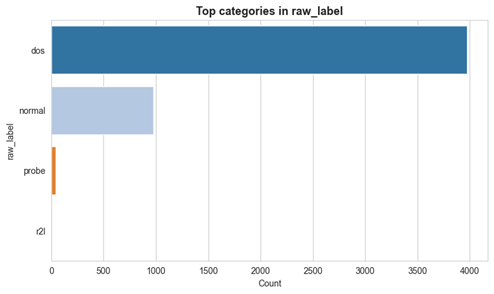 Top categories in raw_label
dos
normal
probe
r2l
raw_label
0 500 1000 1500 2000 2500 3000 3500 4000
Count